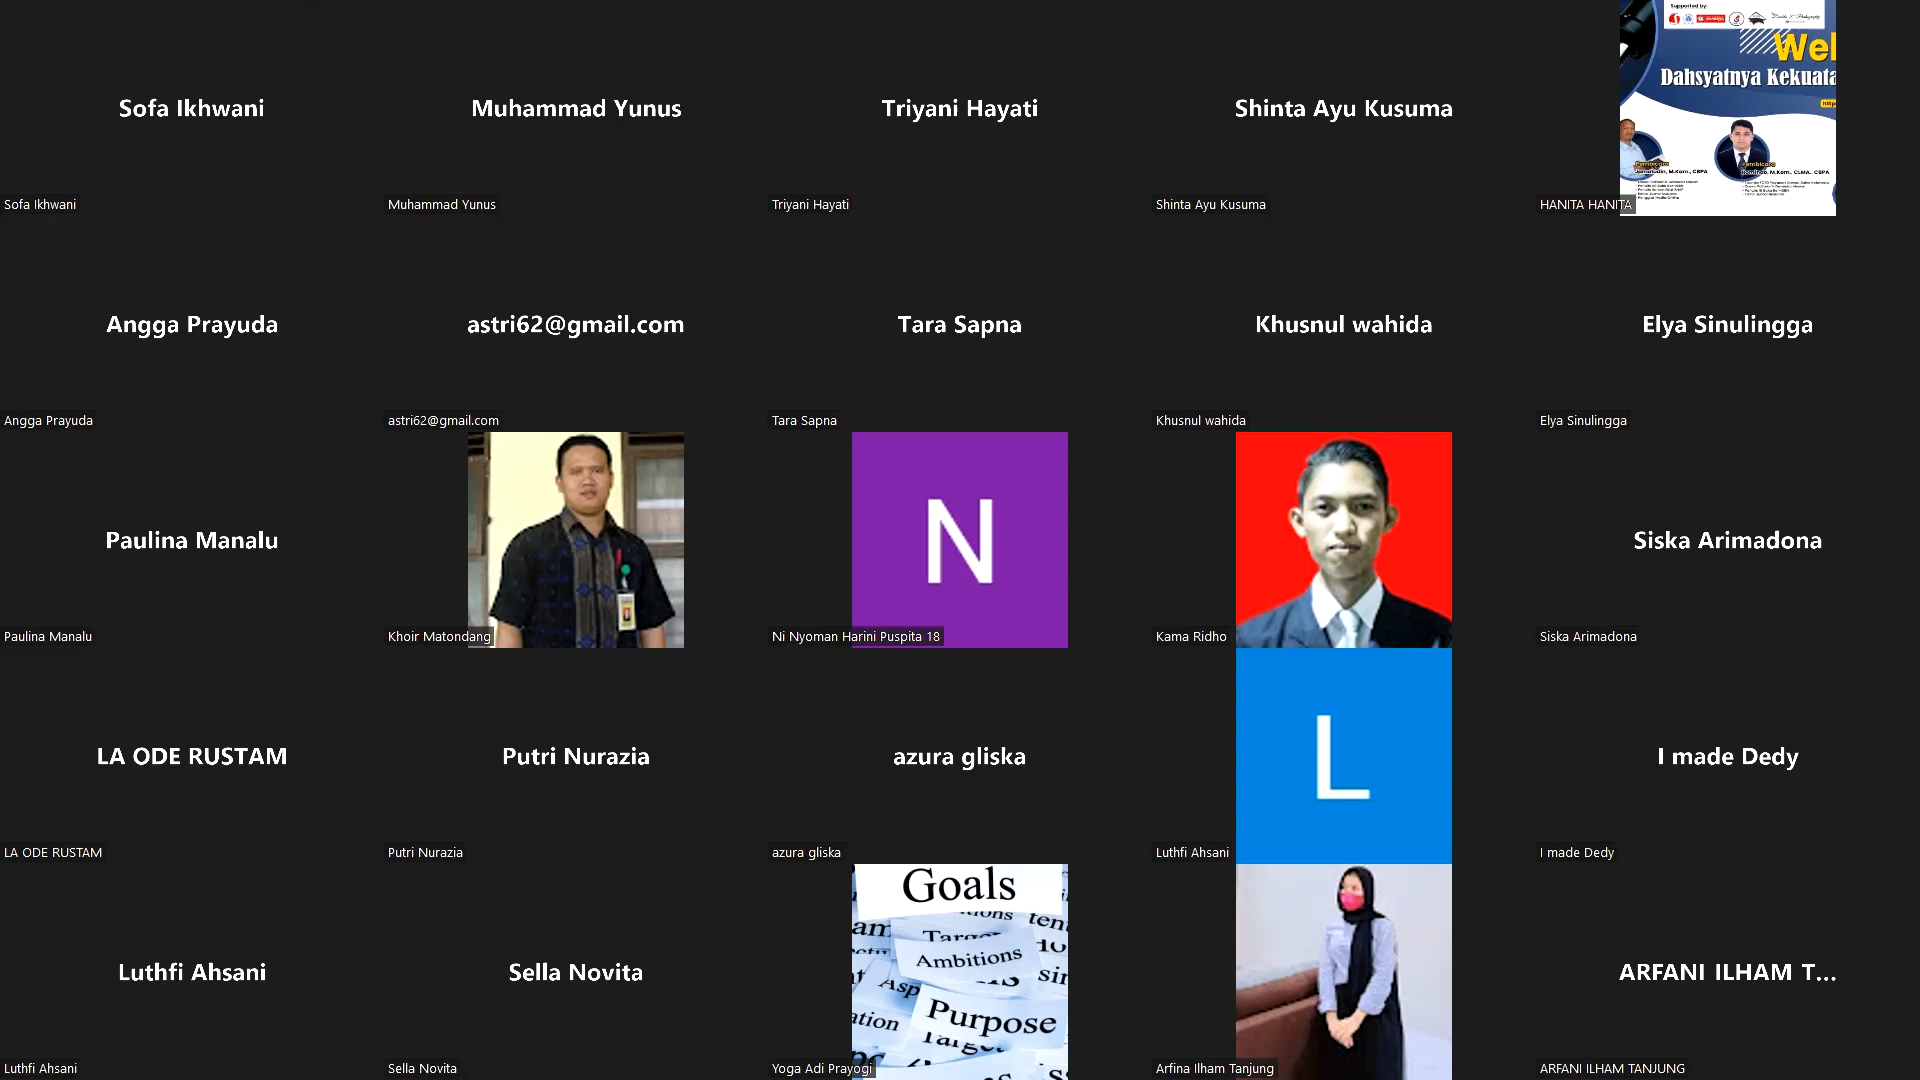 Sofa Ikhwani
Sofa Ikhwani
Muhammad Yunus
Muhammad Yunus
Triyani Hayati
Triyani Hayati
Shinta Ayu Kusuma
Shinta Ayu Kusuma
Supported by:
Wel
Dahsyatnya Kekuata
Pembicara
Pembicara
HANITA HANITA
Angga Prayuda
Angga Prayuda
astri62@gmail.com
astri62@gmail.com
Tara Sapna
Tara Sapna
Khusnul wahida
Khusnul wahida
Elya Sinulingga
Elya Sinulingga
Paulina Manalu
Paulina Manalu
Khoir Matondang
N
Ni Nyoman Harini Puspita 18
Kama Ridho
Siska Arimadona
Siska Arimadona
LA ODE RUSTAM
LA ODE RUSTAM
Putri Nurazia
Putri Nurazia
azura gliska
azura gliska
L
Luthfi Ahsani
I made Dedy
I made Dedy
Luthfi Ahsani
Luthfi Ahsani
Sella Novita
Sella Novita
Goals
Ambitions
Purpose
Yoga Adi Prayogi
Arfina Ilham Tanjung
ARFANI ILHAM T...
ARFANI ILHAM TANJUNG